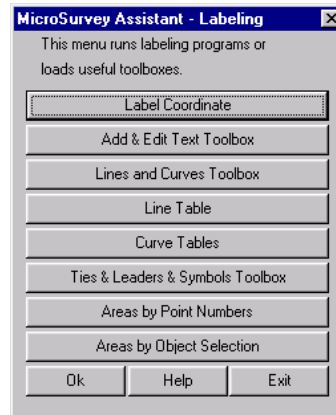 MicroSurvey Assistant - Labeling
This menu runs labeling programs or
loads useful toolboxes.
Label Coordinate
Add & Edit Text Toolbox
Lines and Curves Toolbox
Line Table
Curve Tables
Ties & Leaders & Symbols Toolbox
Areas by Point Numbers
Areas by Object Selection
Ok Help Exit